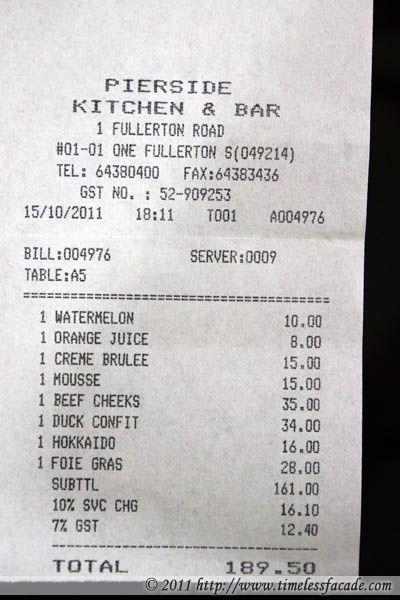 PIERSIDE
KITCHEN & BAR
1 FULLERTON ROAD
#01-01 ONE FULLERTON S(049214)
TEL: 64380400 FAX:64383436
GST NO. : 52-909253
15/10/2011 18:11 T001 A004976
BILL:004976 SERVER:0009
TABLE:A5
1 WATERMELON 10.00
1 ORANGE JUICE 8.00
1 CREME BRULEE 15.00
1 MOUSSE 15.00
1 BEEF CHEEKS 35.00
1 DUCK CONFIT 34.00
1 HOKKAIDO 16.00
1 FOIE GRAS 28.00
SUBTTL 161.00
10% SVC CHG 16.10
7% GST 12.40
TOTAL 189.50
© 2011 http://www.timelessfacade.com